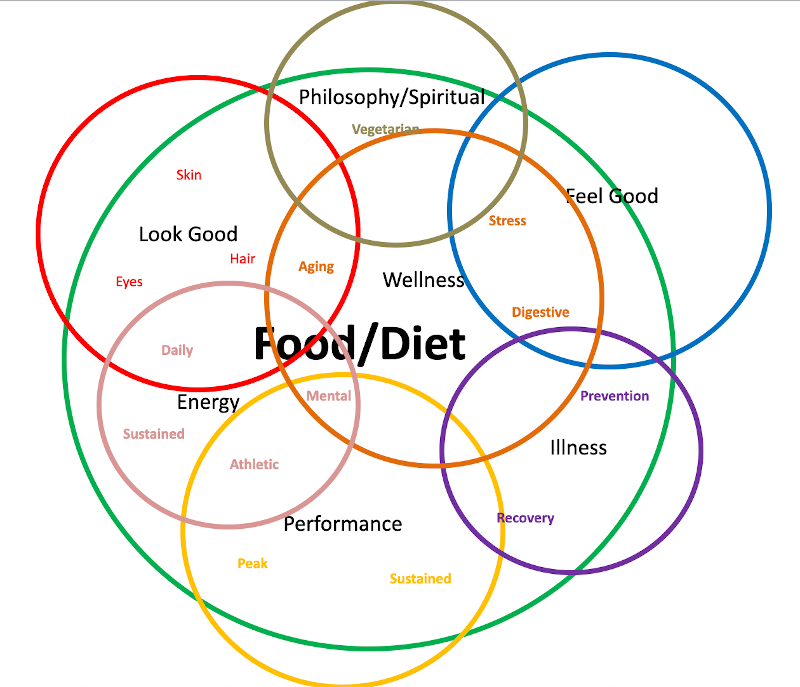 Philosophy/Spiritual
Vegetarian
Skin
Feel Good
Stress
Look Good
Hair
Aging
Eyes
Wellness
Digestive
Food/Diet
Daily
Mental
Prevention
Energy
Sustained
Illness
Athletic
Recovery
Performance
Peak
Sustained